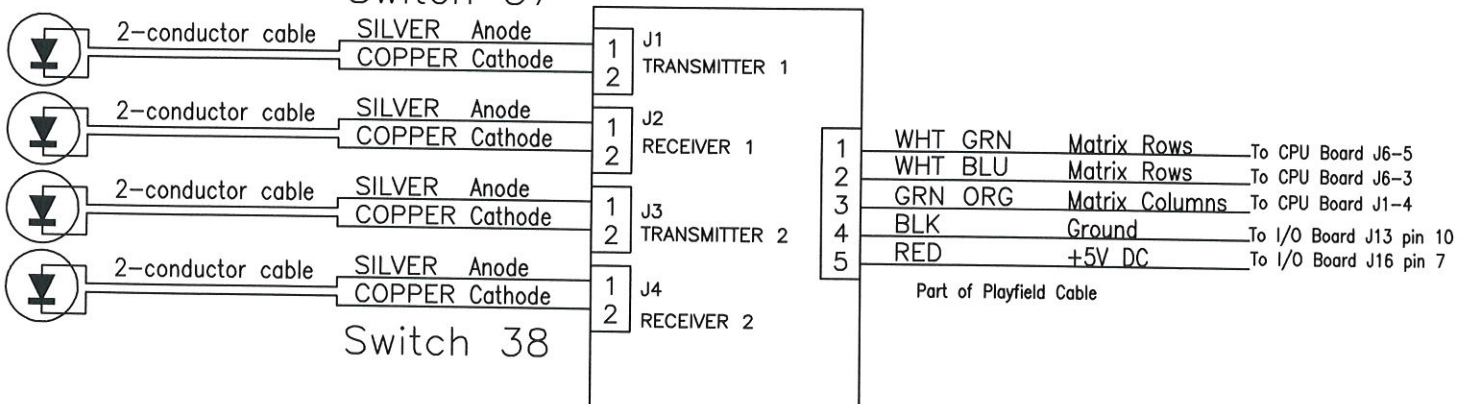 2-conductor cable SILVER Anode
COPPER Cathode
1 J1
2 TRANSMITTER 1
2-conductor cable SILVER Anode
COPPER Cathode
1 J2
2 RECEIVER 1
2-conductor cable SILVER Anode
COPPER Cathode
1 J3
2 TRANSMITTER 2
2-conductor cable SILVER Anode
COPPER Cathode
1 J4
2 RECEIVER 2
Switch 38
1 WHT GRN Matrix Rows To CPU Board J6-5
2 WHT BLU Matrix Rows To CPU Board J6-3
3 GRN ORG Matrix Columns To CPU Board J1-4
4 BLK Ground To I/O Board J13 pin 10
5 RED +5V DC To I/O Board J16 pin 7
Part of Playfield Cable